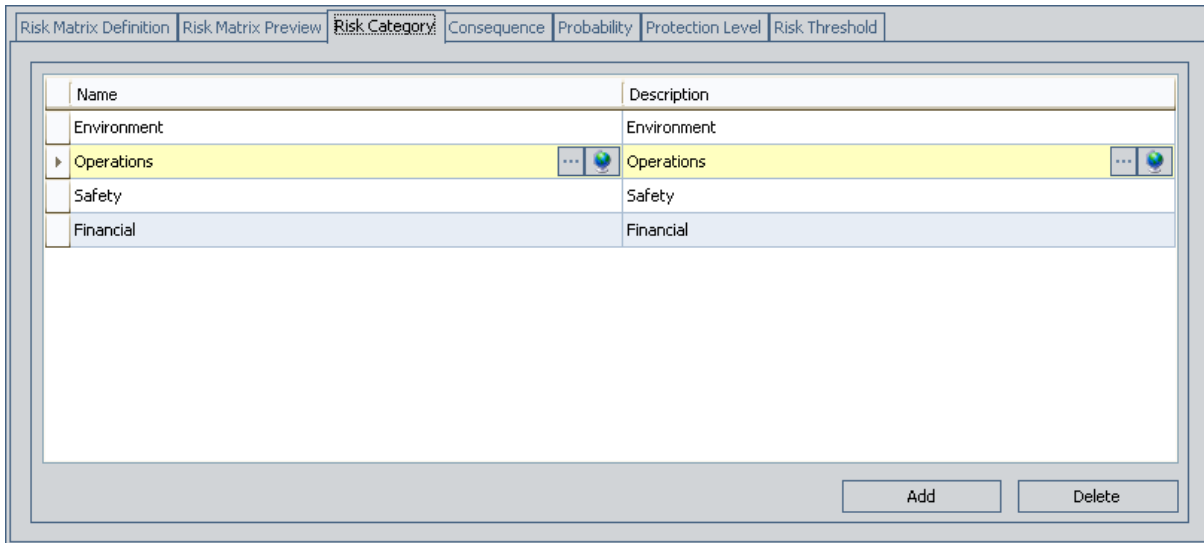 Risk Matrix Definition Risk Matrix Preview Risk Category Consequence Probability Protection Level Risk Threshold
Name Description
Environment Environment
Operations ... Operations ...
Safety Safety
Financial Financial
Add Delete